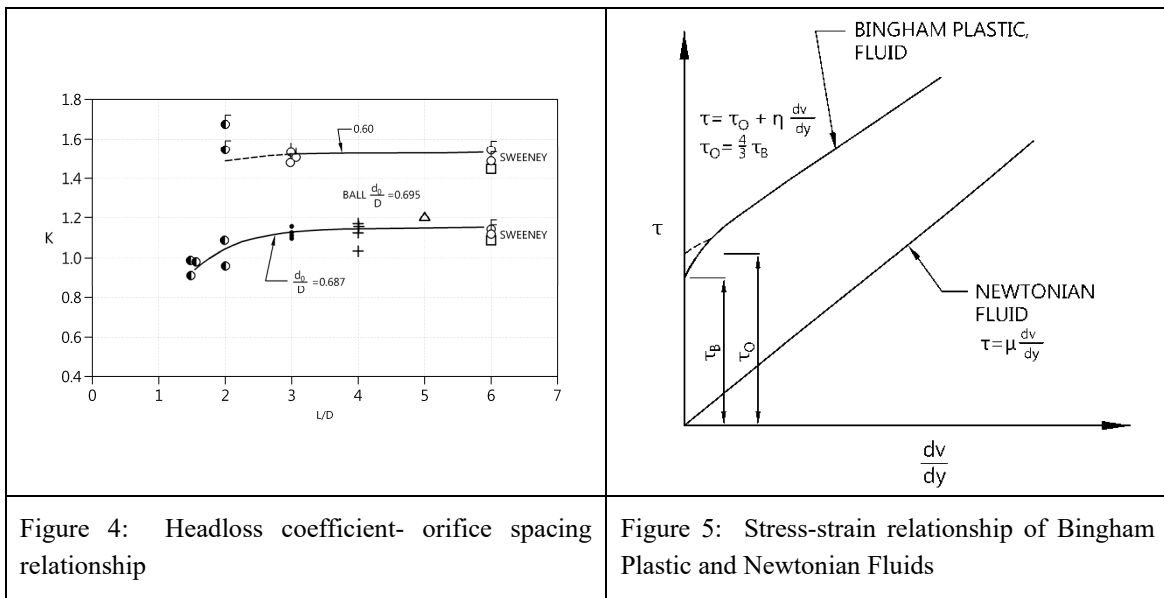 1.8
1.6
1.4
1.2
1.0
0.8
0.6
0.4
K
0 1 2 3 4 5 6 7
L/D
0.60
SWEENEY
BALL d₀/D =0.695
SWEENEY
d₀/D =0.687
Figure 4: Headloss coefficient- orifice spacing
relationship
BINGHAM PLASTIC,
FLUID
τ= τO + η dv/dy
τO= 4/3 τB
τ
NEWTONIAN
FLUID
τ=μ dv/dy
τB
τO
dv/dy
Figure 5: Stress-strain relationship of Bingham
Plastic and Newtonian Fluids